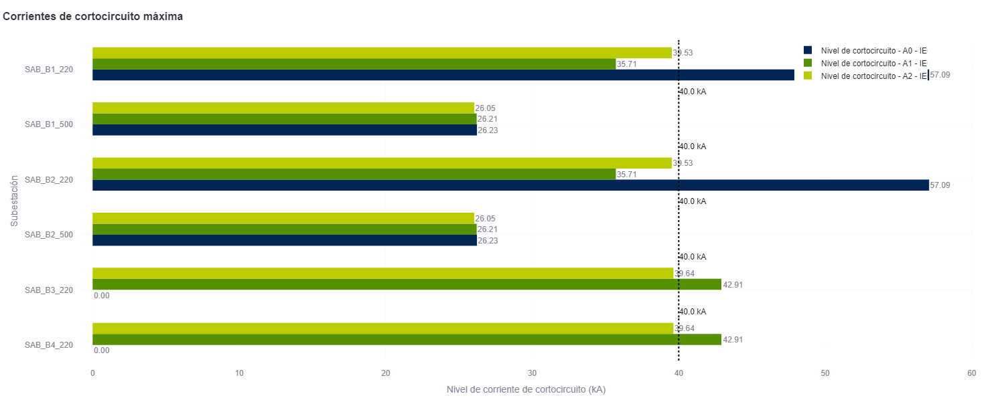 Corrientes de cortocircuito máxima
Nivel de cortocircuito - A0 - IE
Nivel de cortocircuito - A1 - IE
Nivel de cortocircuito - A2 - IE
Subestación
SAB_B1_220
39.53
35.71
57.09
40.0 kA
SAB_B1_500
26.05
26.21
26.23
40.0 kA
SAB_B2_220
39.53
35.71
57.09
40.0 kA
SAB_B2_500
26.05
26.21
26.23
40.0 kA
SAB_B3_220
39.64
42.91
0.00
40.0 kA
SAB_B4_220
39.64
42.91
0.00
0 10 20 30 40 50 60
Nivel de corriente de cortocircuito (kA)